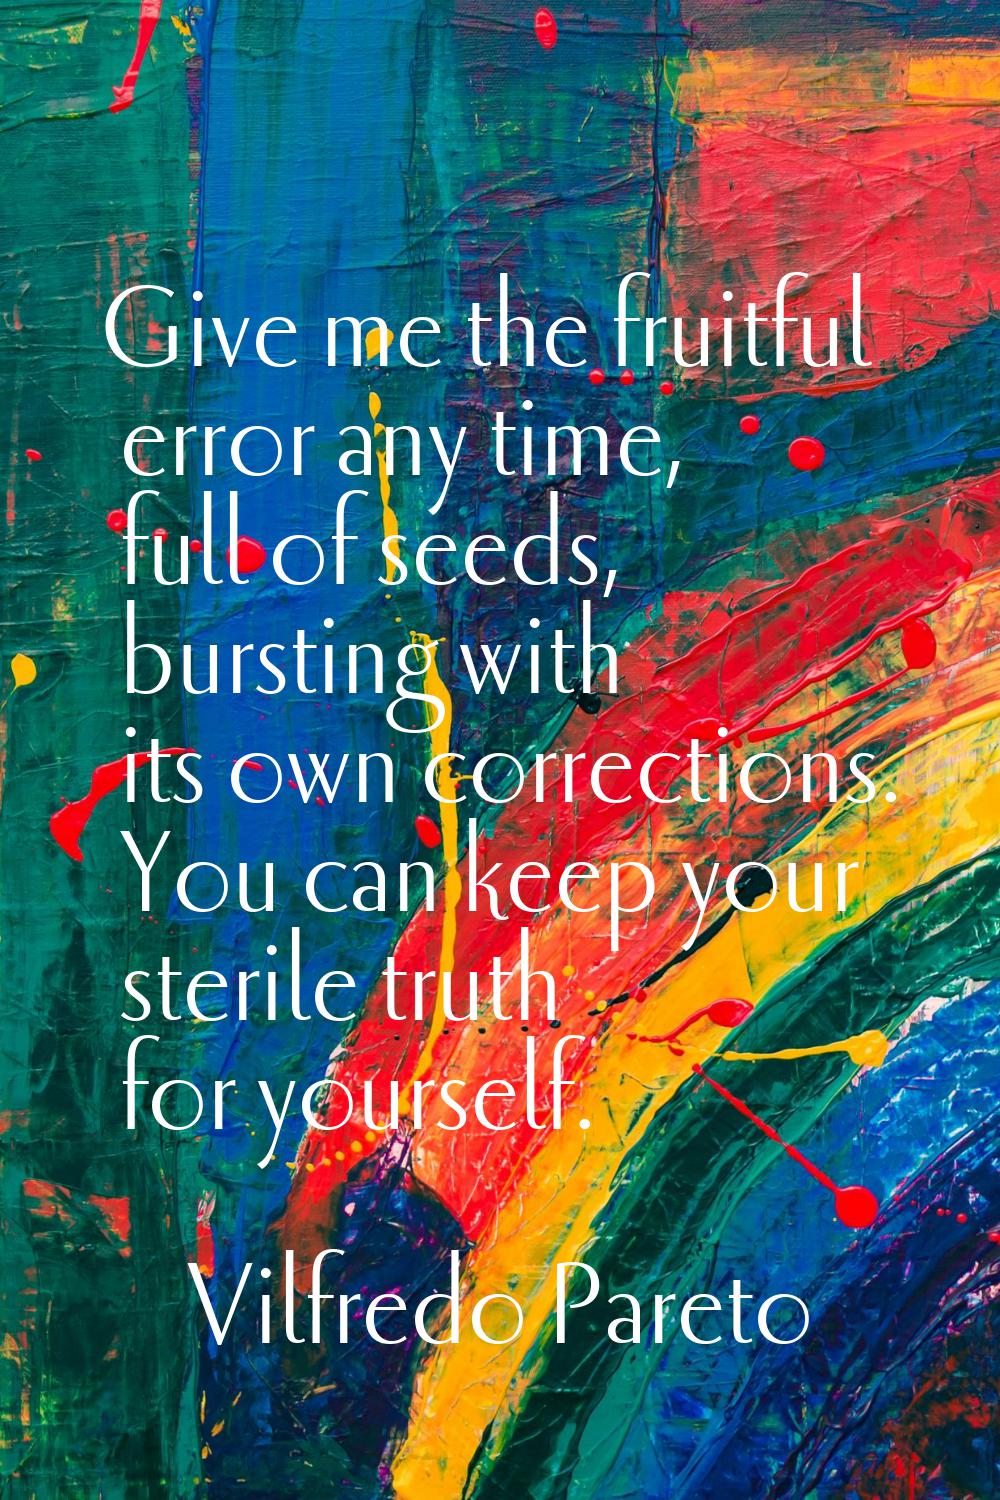 Give me the fruitful
error any time,
full of seeds,
bursting with
its own corrections.
You can keep your
sterile truth
for yourself.
Vilfredo Pareto